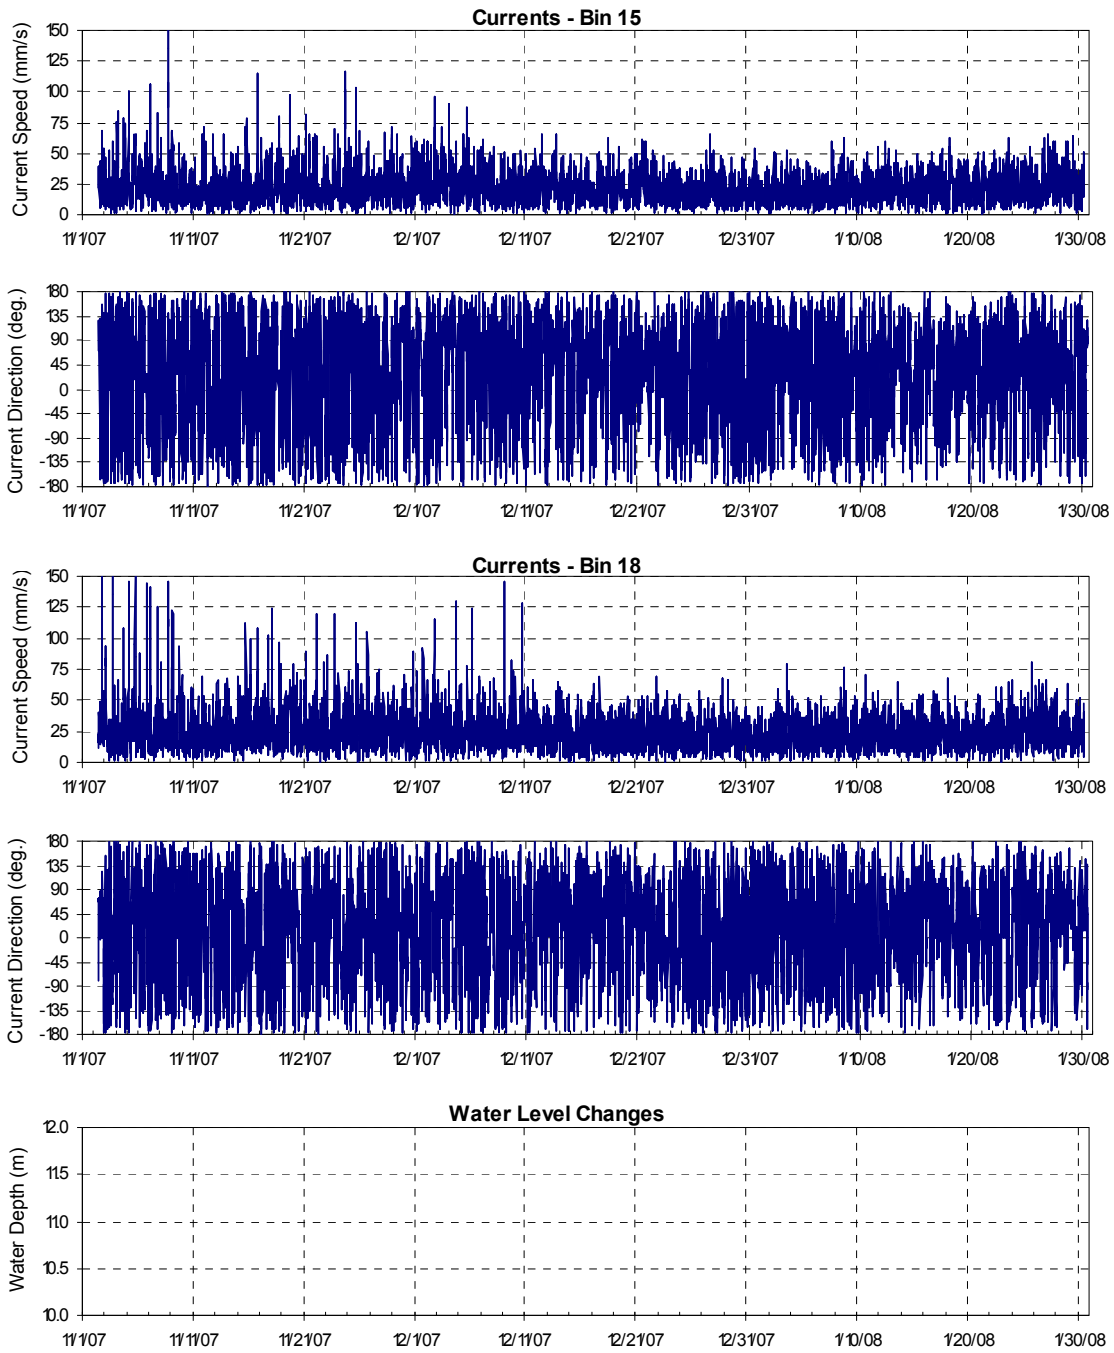 Currents - Bin 15
Current Speed (mm/s)
150
125
100
75
50
25
0
11/1/07 11/11/07 11/21/07 12/1/07 12/11/07 12/21/07 12/31/07 1/10/08 1/20/08 1/30/08
Current Direction (deg.)
180
135
90
45
0
-45
-90
-135
-180
11/1/07 11/11/07 11/21/07 12/1/07 12/11/07 12/21/07 12/31/07 1/10/08 1/20/08 1/30/08
Currents - Bin 18
Current Speed (mm/s)
150
125
100
75
50
25
0
11/1/07 11/11/07 11/21/07 12/1/07 12/11/07 12/21/07 12/31/07 1/10/08 1/20/08 1/30/08
Current Direction (deg.)
180
135
90
45
0
-45
-90
-135
-180
11/1/07 11/11/07 11/21/07 12/1/07 12/11/07 12/21/07 12/31/07 1/10/08 1/20/08 1/30/08
Water Level Changes
Water Depth (m)
12.0
11.5
11.0
10.5
10.0
11/1/07 11/11/07 11/21/07 12/1/07 12/11/07 12/21/07 12/31/07 1/10/08 1/20/08 1/30/08